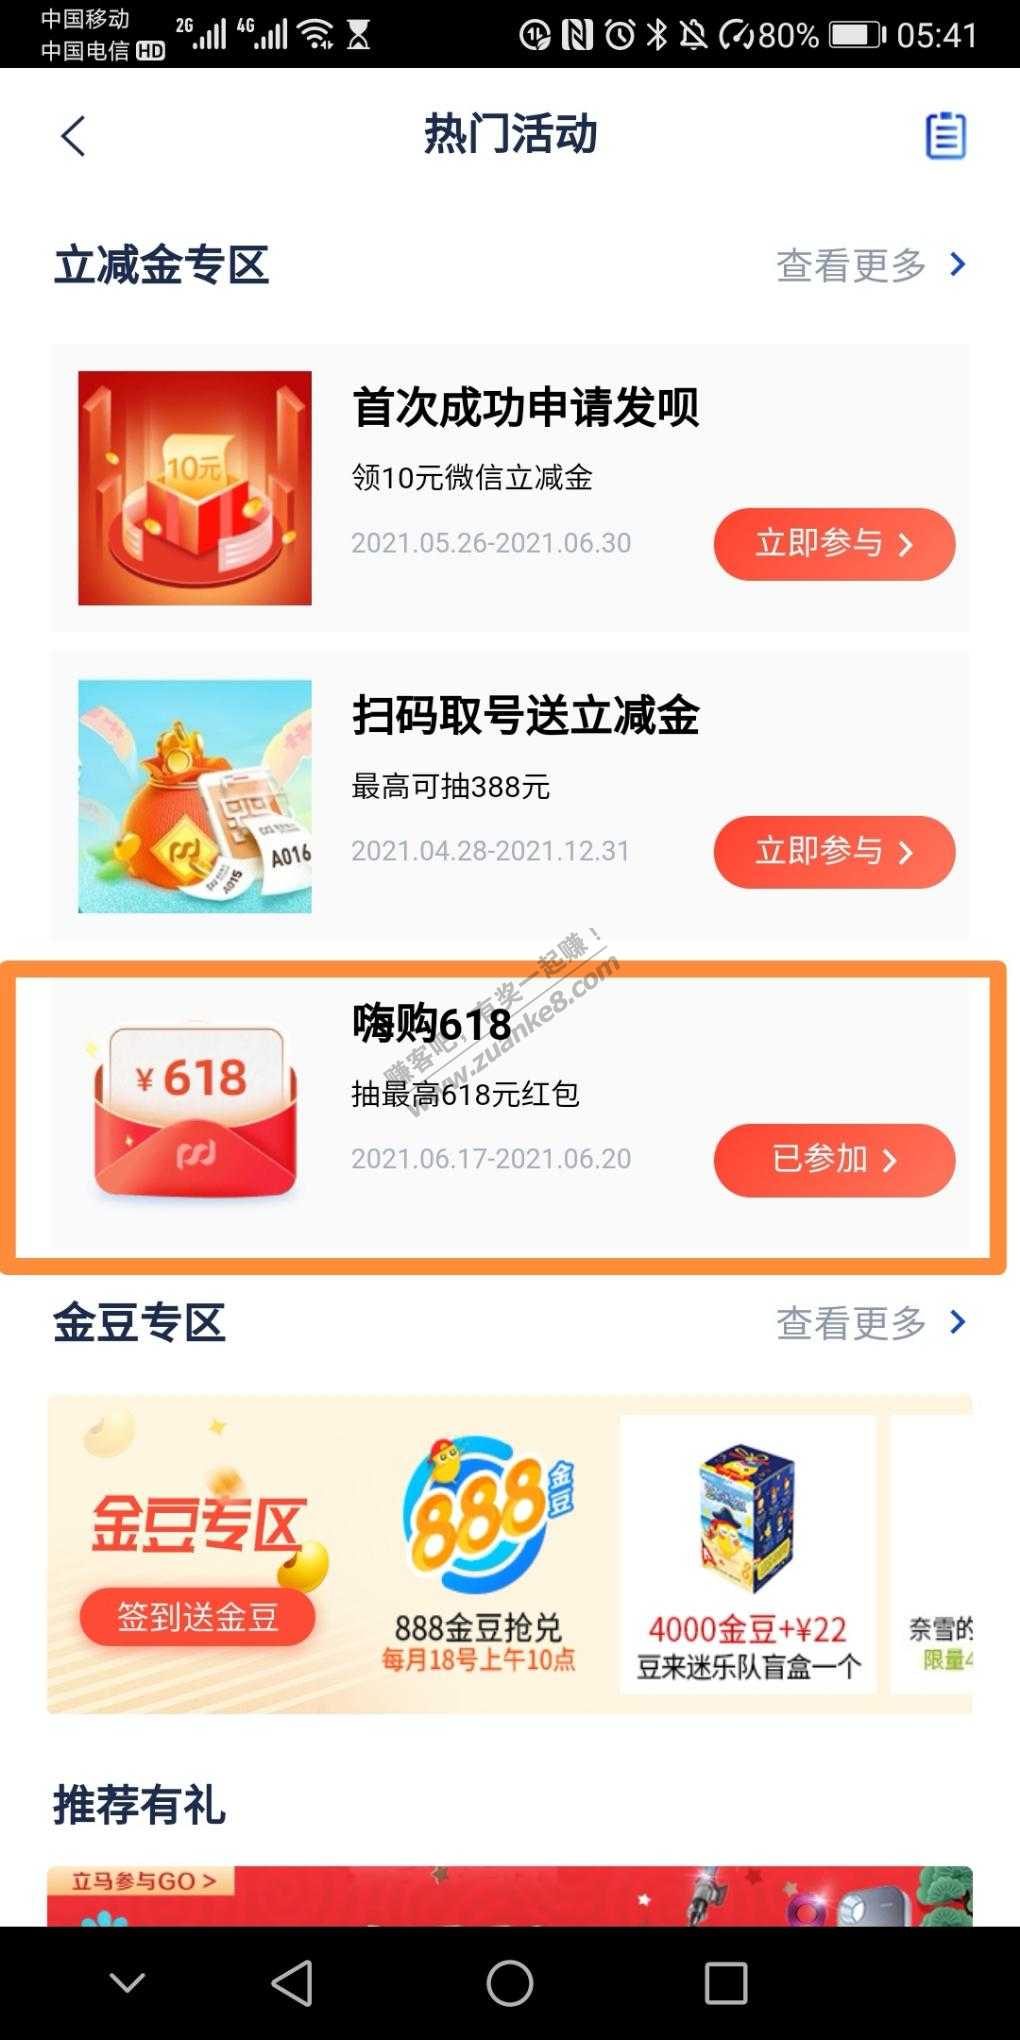 中国移动
中国电信 HD
2G
4G
80%
05:41
热门活动
立减金专区
查看更多
10元
首次成功申请发呗
领10元微信立减金
2021.05.26-2021.06.30
立即参与
扫码取号送立减金
最高可抽388元
2021.04.28-2021.12.31
立即参与
A015
A016
赚客吧，有奖一起赚！
www.zuanke8.com
¥618
嗨购618
抽最高618元红包
2021.06.17-2021.06.20
已参加
金豆专区
查看更多
金豆专区
签到送金豆
888金豆
888金豆抢兑
每月18号上午10点
4000金豆+¥22
豆来迷乐队盲盒一个
奈雪的
限量4
推荐有礼
立马参与GO >